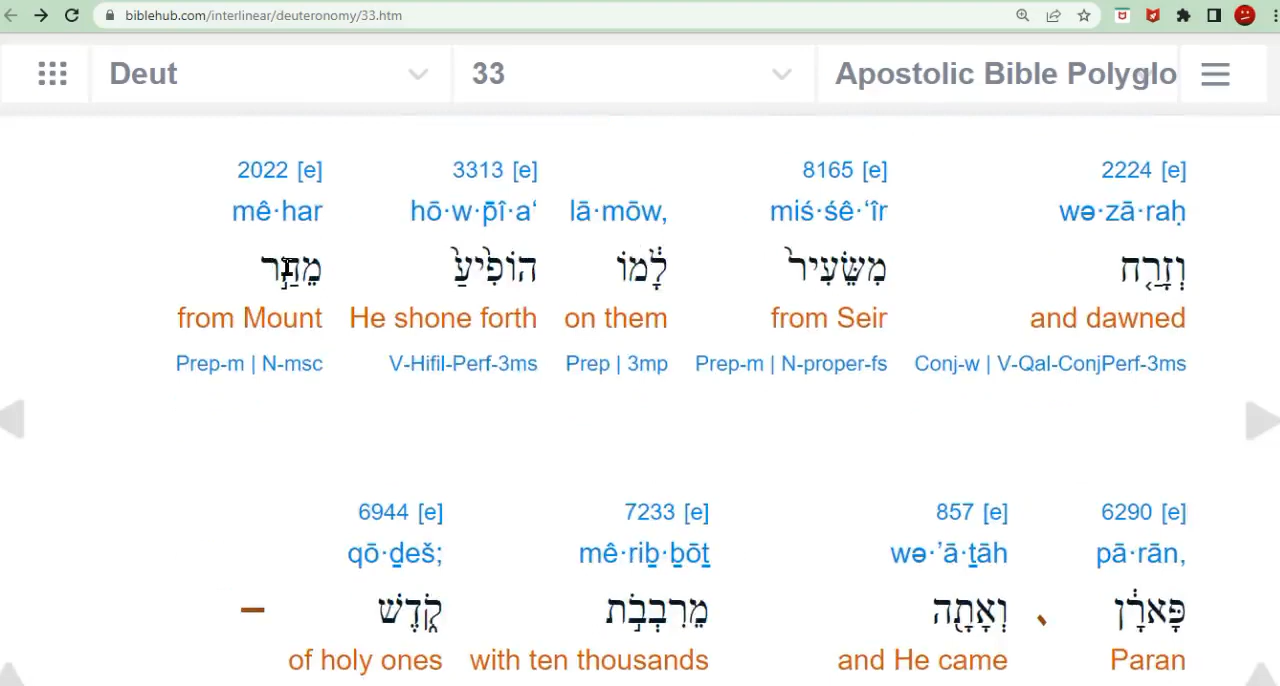 biblehub.com/interlinear/deuteronomy/33.htm
Deut 33 Apostolic Bible Polyglo
2022 [e] 3313 [e] 8165 [e] 2224 [e]
mê·har hō·w·p̄î·a‘ lā·mōw, miś·śê·‘îr wə·zā·raḥ
וְזָרַ֤ח מִשֵּׂעִיר֙ לָ֔מוֹ הוֹפִ֙יעַ֙ מֵהַ֣ר
from Mount He shone forth on them from Seir and dawned
Prep-m | N-msc V-Hifil-Perf-3ms Prep | 3mp Prep-m | N-proper-fs Conj-w | V-Qal-ConjPerf-3ms
6944 [e] 7233 [e] 857 [e] 6290 [e]
qō·ḏeš; mê·riḇ·ḇōṯ wə·’ā·ṯāh pā·rān,
פָּארָ֔ן ､ וְאָתָ֖ה מֵרִבְבֹ֣ת קֹ֑דֶשׁ –
of holy ones with ten thousands and He came Paran